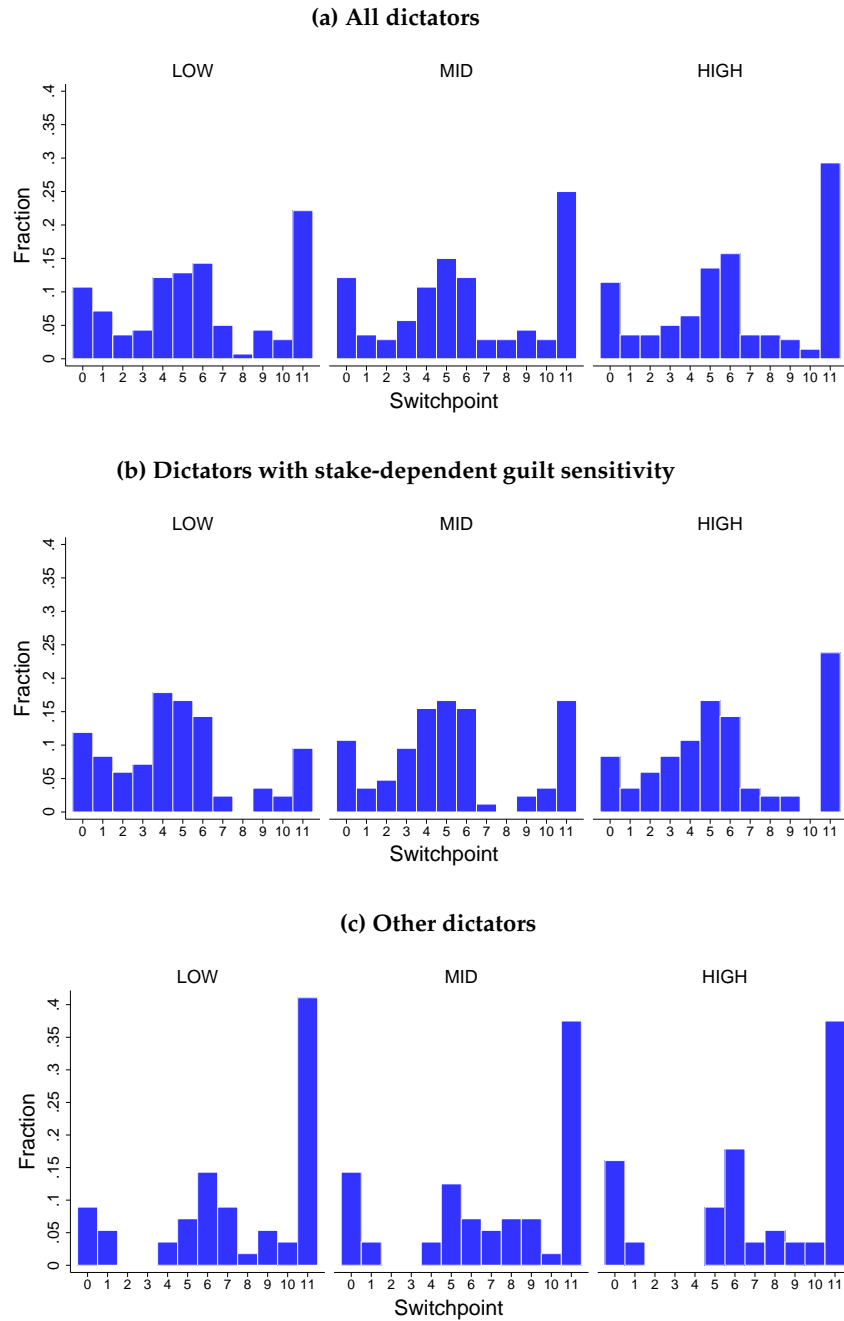 (a) All dictators
LOW MID HIGH
.4
.35
.3
.25
.2
.15
.1
.05
0
Fraction
0 1 2 3 4 5 6 7 8 9 10 11 0 1 2 3 4 5 6 7 8 9 10 11 0 1 2 3 4 5 6 7 8 9 10 11
Switchpoint
(b) Dictators with stake-dependent guilt sensitivity
LOW MID HIGH
.4
.35
.3
.25
.2
.15
.1
.05
0
Fraction
0 1 2 3 4 5 6 7 8 9 10 11 0 1 2 3 4 5 6 7 8 9 10 11 0 1 2 3 4 5 6 7 8 9 10 11
Switchpoint
(c) Other dictators
LOW MID HIGH
.4
.35
.3
.25
.2
.15
.1
.05
0
Fraction
0 1 2 3 4 5 6 7 8 9 10 11 0 1 2 3 4 5 6 7 8 9 10 11 0 1 2 3 4 5 6 7 8 9 10 11
Switchpoint